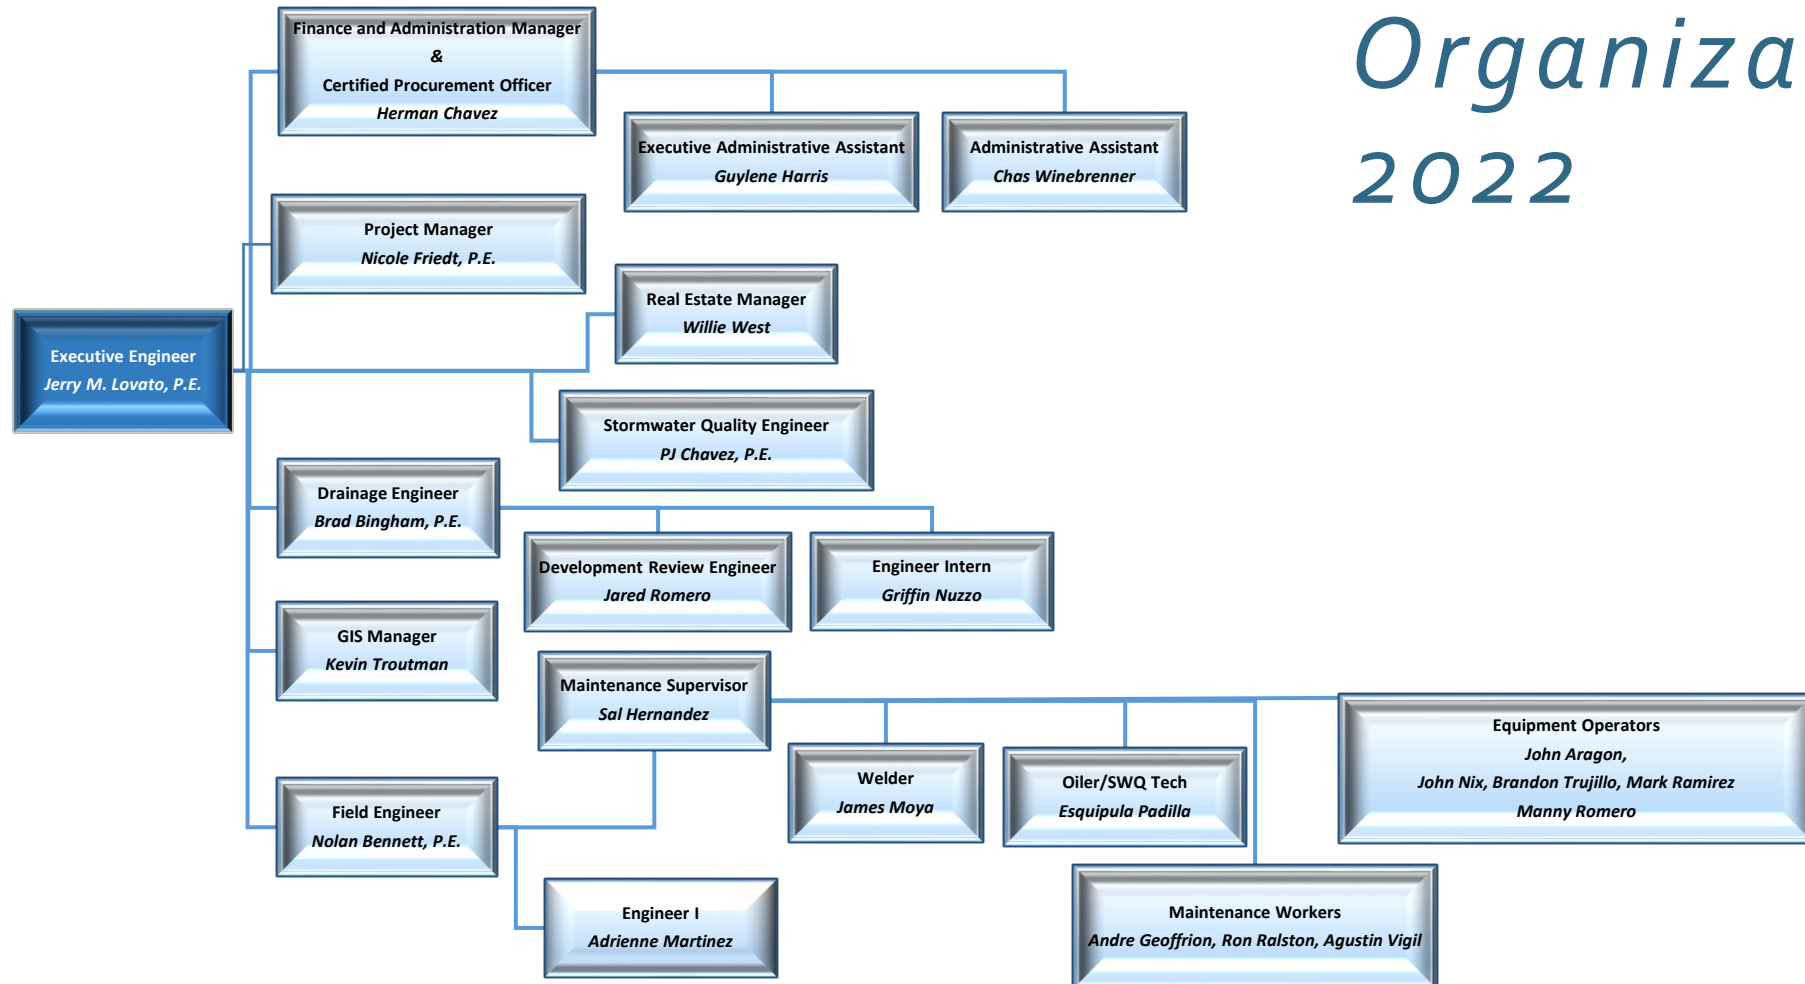 Organiza
2022
Finance and Administration Manager
&
Certified Procurement Officer
Herman Chavez
Executive Administrative Assistant
Guylene Harris
Administrative Assistant
Chas Winebrenner
Project Manager
Nicole Friedt, P.E.
Real Estate Manager
Willie West
Executive Engineer
Jerry M. Lovato, P.E.
Stormwater Quality Engineer
PJ Chavez, P.E.
Drainage Engineer
Brad Bingham, P.E.
Development Review Engineer
Jared Romero
Engineer Intern
Griffin Nuzzo
GIS Manager
Kevin Troutman
Maintenance Supervisor
Sal Hernandez
Equipment Operators
John Aragon,
John Nix, Brandon Trujillo, Mark Ramirez
Manny Romero
Welder
James Moya
Oiler/SWQ Tech
Esquipula Padilla
Field Engineer
Nolan Bennett, P.E.
Engineer I
Adrienne Martinez
Maintenance Workers
Andre Geoffrion, Ron Ralston, Agustin Vigil